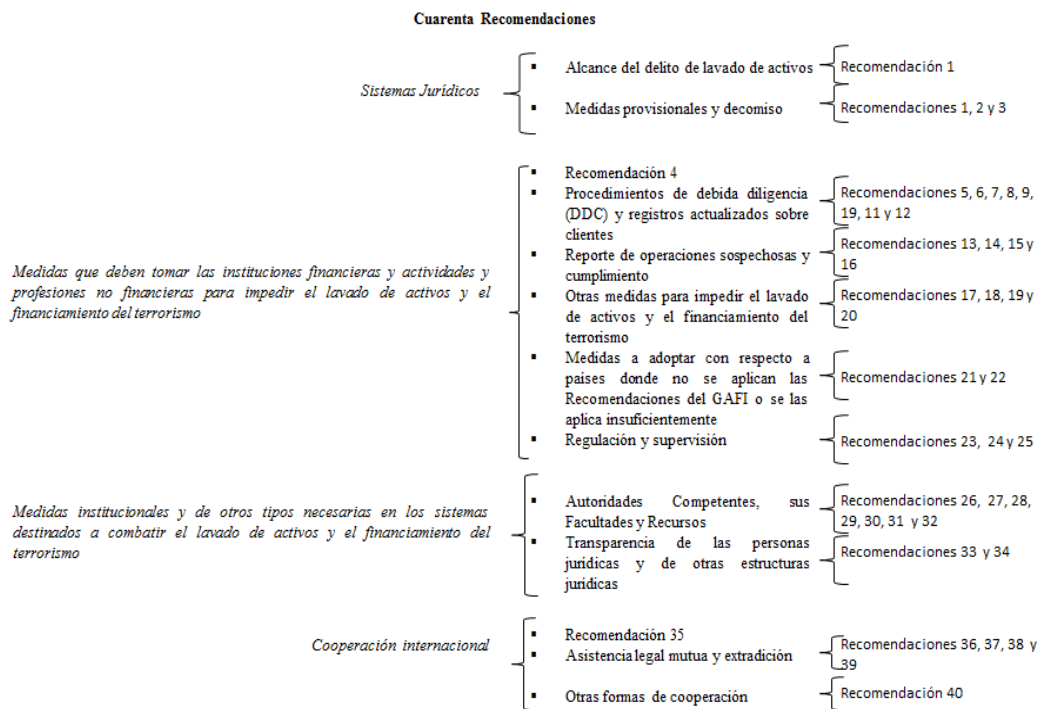 Cuarenta Recomendaciones
Sistemas Jurídicos
▪ Alcance del delito de lavado de activos
Recomendación 1
▪ Medidas provisionales y decomiso
Recomendaciones 1, 2 y 3
Medidas que deben tomar las instituciones financieras y actividades y
profesiones no financieras para impedir el lavado de activos y el
financiamiento del terrorismo
▪ Recomendación 4
▪ Procedimientos de debida diligencia
(DDC) y registros actualizados sobre
clientes
Recomendaciones 5, 6, 7, 8, 9,
19, 11 y 12
▪ Reporte de operaciones sospechosas y
cumplimiento
Recomendaciones 13, 14, 15 y
16
▪ Otras medidas para impedir el lavado
de activos y el financiamiento del
terrorismo
Recomendaciones 17, 18, 19 y
20
▪ Medidas a adoptar con respecto a
países donde no se aplican las
Recomendaciones del GAFI o se las
aplica insuficientemente
Recomendaciones 21 y 22
▪ Regulación y supervisión
Recomendaciones 23, 24 y 25
Medidas institucionales y de otros tipos necesarias en los sistemas
destinados a combatir el lavado de activos y el financiamiento del
terrorismo
▪ Autoridades Competentes, sus
Facultades y Recursos
Recomendaciones 26, 27, 28,
29, 30, 31 y 32
▪ Transparencia de las personas
jurídicas y de otras estructuras
jurídicas
Recomendaciones 33 y 34
Cooperación internacional
▪ Recomendación 35
▪ Asistencia legal mutua y extradición
Recomendaciones 36, 37, 38 y
39
▪ Otras formas de cooperación
Recomendación 40